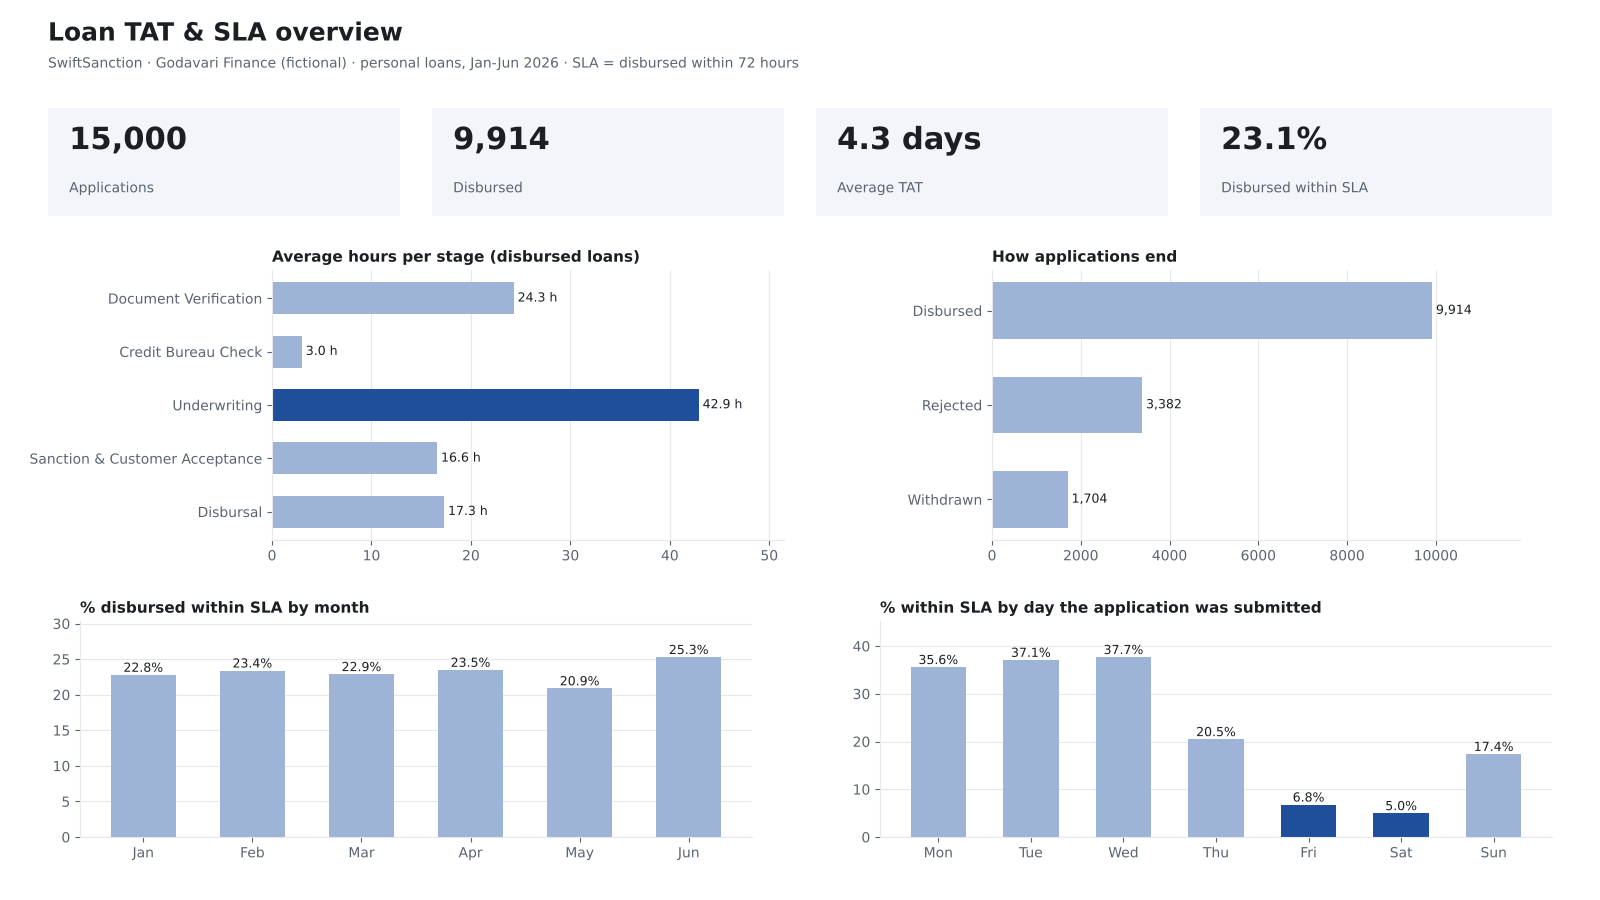 Loan TAT & SLA overview
SwiftSanction · Godavari Finance (fictional) · personal loans, Jan-Jun 2026 · SLA = disbursed within 72 hours
15,000
Applications
9,914
Disbursed
4.3 days
Average TAT
23.1%
Disbursed within SLA
Average hours per stage (disbursed loans)
Document Verification
24.3 h
Credit Bureau Check
3.0 h
Underwriting
42.9 h
Sanction & Customer Acceptance
16.6 h
Disbursal
17.3 h
0 10 20 30 40 50
How applications end
Disbursed
9,914
Rejected
3,382
Withdrawn
1,704
0 2000 4000 6000 8000 10000
% disbursed within SLA by month
30
25
20
15
10
5
0
22.8% 23.4% 22.9% 23.5% 20.9% 25.3%
Jan Feb Mar Apr May Jun
% within SLA by day the application was submitted
40
30
20
10
0
35.6% 37.1% 37.7% 20.5% 6.8% 5.0% 17.4%
Mon Tue Wed Thu Fri Sat Sun